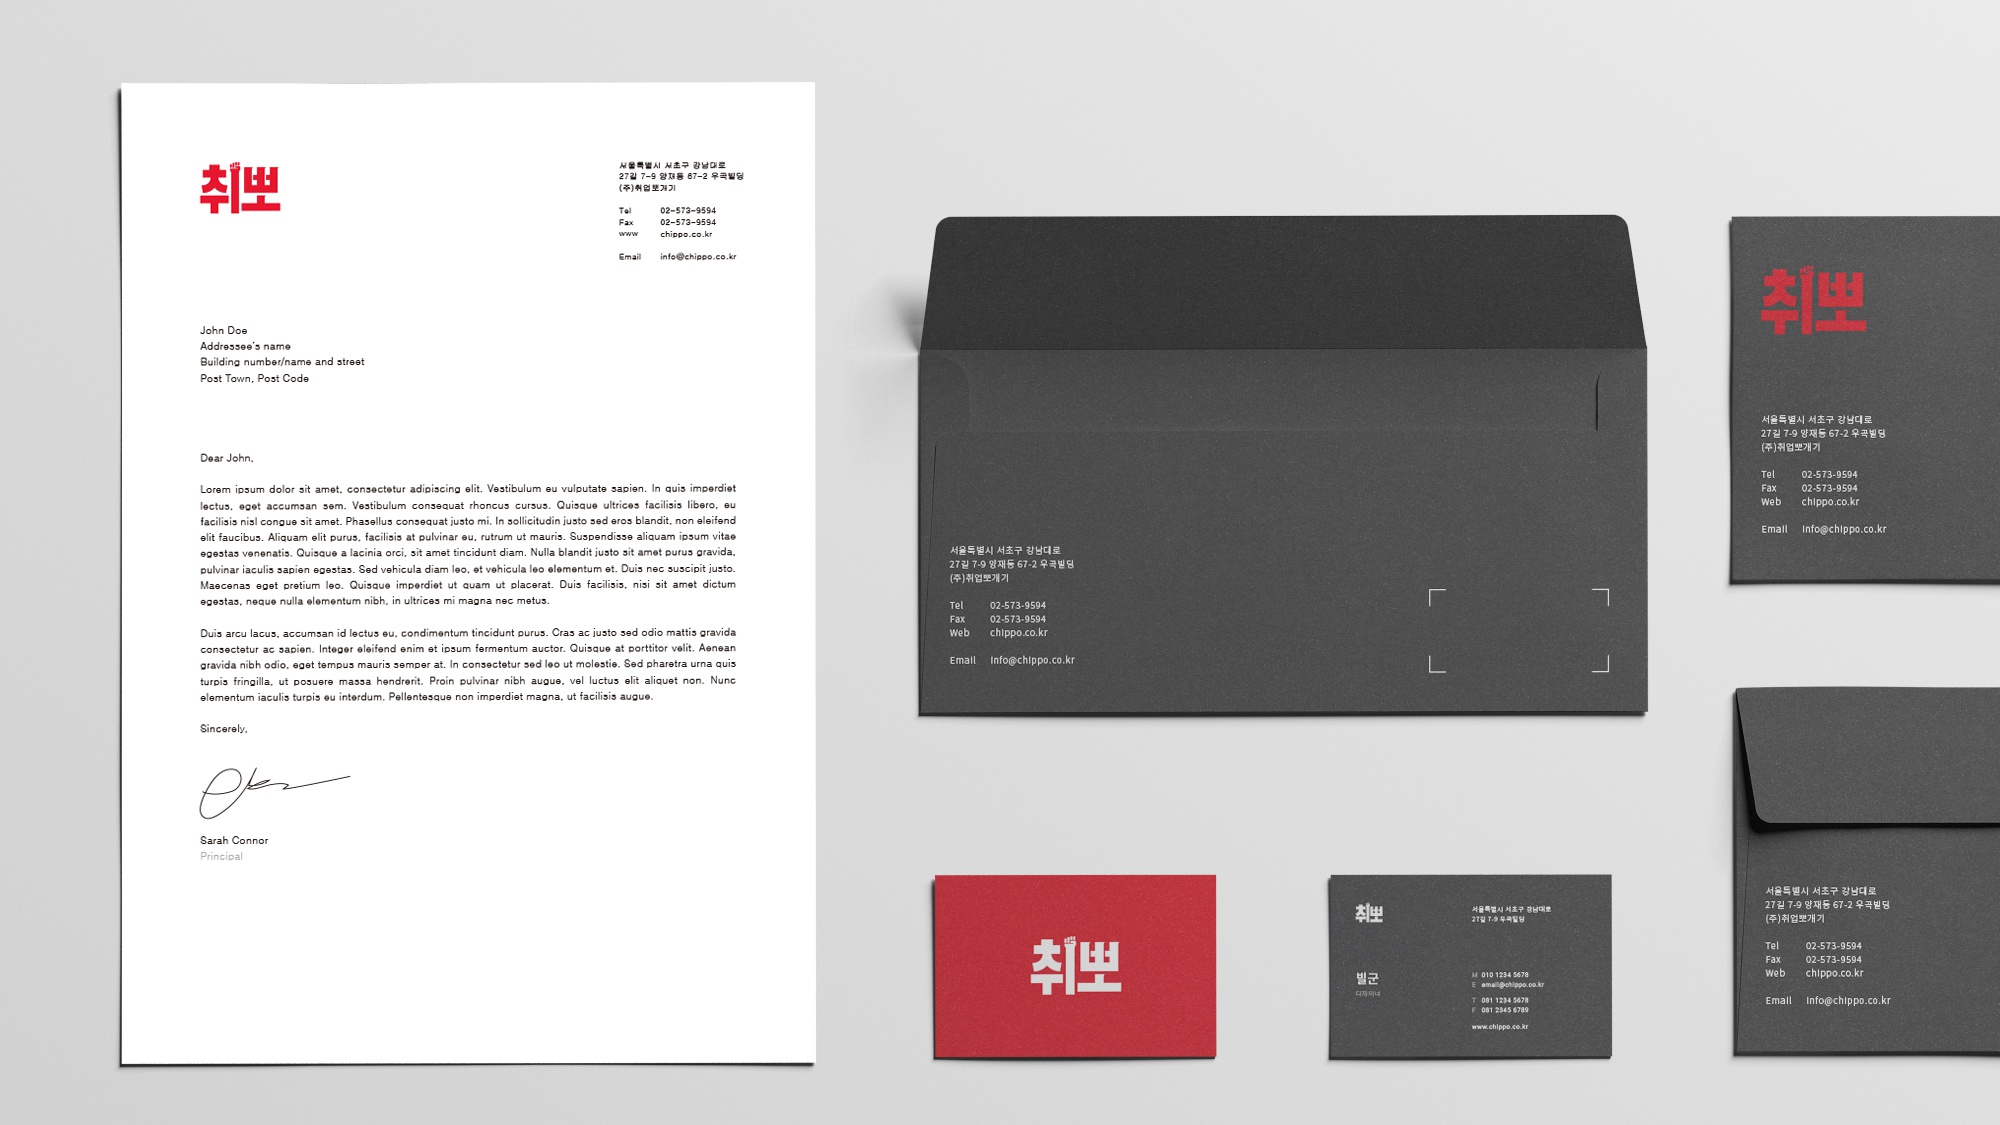 취뽀
서울특별시 서초구 강남대로
27길 7-9 양재동 67-2 우곡빌딩
(주)취업뽀개기
Tel 02-573-9594
Fax 02-573-9594
www chippo.co.kr
Email info@chippo.co.kr
John Doe
Addressee's name
Building number/name and street
Post Town, Post Code
Dear John,
Lorem ipsum dolor sit amet, consectetur adipiscing elit. Vestibulum eu vulputate sapien. In quis imperdiet
lectus, eget accumsan sem. Vestibulum consequat rhoncus cursus. Quisque ultrices facilisis libero, eu
facilisis nisl congue sit amet. Phasellus consequat justo mi. In sollicitudin justo sed eros blandit, non eleifend
elit faucibus. Aliquam elit purus, facilisis at pulvinar eu, rutrum ut mauris. Suspendisse aliquam ipsum vitae
egestas venenatis. Quisque a lacinia orci, sit amet tincidunt diam. Nulla blandit justo sit amet purus gravida,
pulvinar iaculis sapien egestas. Sed vehicula diam leo, et vehicula leo elementum et. Duis nec suscipit justo.
Maecenas eget pretium leo. Quisque imperdiet ut quam ut placerat. Duis facilisis, nisi sit amet dictum
egestas, neque nulla elementum nibh, in ultrices mi magna nec metus.
Duis arcu lacus, accumsan id lectus eu, condimentum tincidunt purus. Cras ac justo sed odio mattis gravida
consectetur ac sapien. Integer eleifend enim et ipsum fermentum auctor. Quisque at porttitor velit. Aenean
gravida nibh odio, eget tempus mauris semper at. In consectetur sed leo ut molestie. Sed pharetra urna quis
turpis fringilla, ut posuere massa hendrerit. Proin pulvinar nibh augue, vel luctus elit aliquet non. Nunc
elementum iaculis turpis eu interdum. Pellentesque non imperdiet magna, ut facilisis augue.
Sincerely,
Sarah Connor
Principal
서울특별시 서초구 강남대로
27길 7-9 양재동 67-2 우곡빌딩
(주)취업뽀개기
Tel 02-573-9594
Fax 02-573-9594
Web chippo.co.kr
Email info@chippo.co.kr
취뽀
취뽀
서울특별시 서초구 강남대로
27길 7-9 우곡빌딩
빌군
디자이너
M 010 1234 5678
E email@chippo.co.kr
T 081 1234 5678
F 081 2345 6789
www.chippo.co.kr
취뽀
서울특별시 서초구 강남대로
27길 7-9 양재동 67-2 우곡빌딩
(주)취업뽀개기
Tel 02-573-9594
Fax 02-573-9594
Web chippo.co.kr
Email info@chippo.co.kr
서울특별시 서초구 강남대로
27길 7-9 양재동 67-2 우곡빌딩
(주)취업뽀개기
Tel 02-573-9594
Fax 02-573-9594
Web chippo.co.kr
Email info@chippo.co.kr